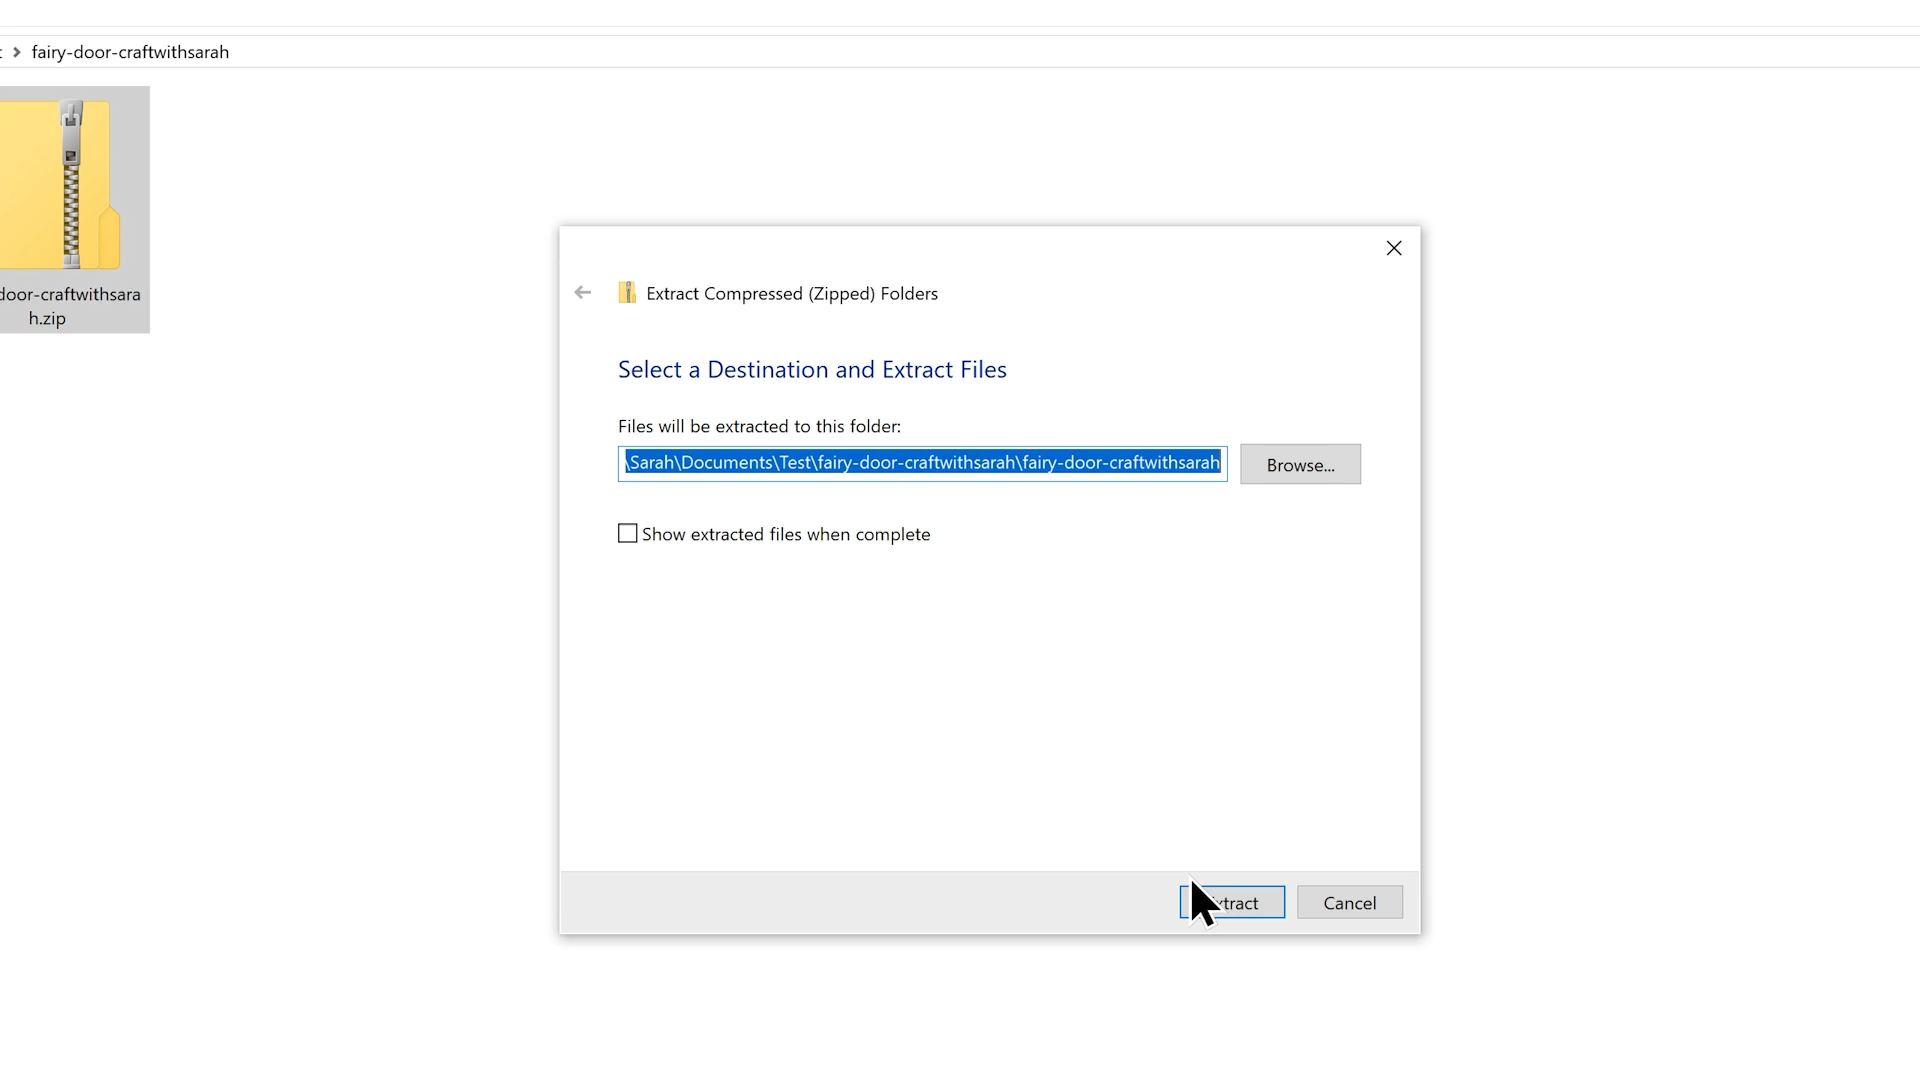 fairy-door-craftwithsarah
door-craftwithsara
h.zip
Extract Compressed (Zipped) Folders
Select a Destination and Extract Files
Files will be extracted to this folder:
\Sarah\Documents\Test\fairy-door-craftwithsarah\fairy-door-craftwithsarah
Browse...
Show extracted files when complete
xtract
Cancel